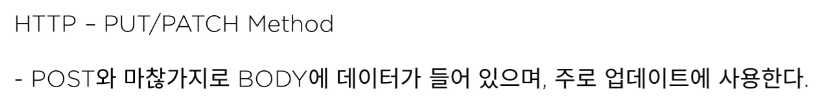 HTTP – PUT/PATCH Method
- POST와 마찮가지로 BODY에 데이터가 들어 있으며, 주로 업데이트에 사용한다.